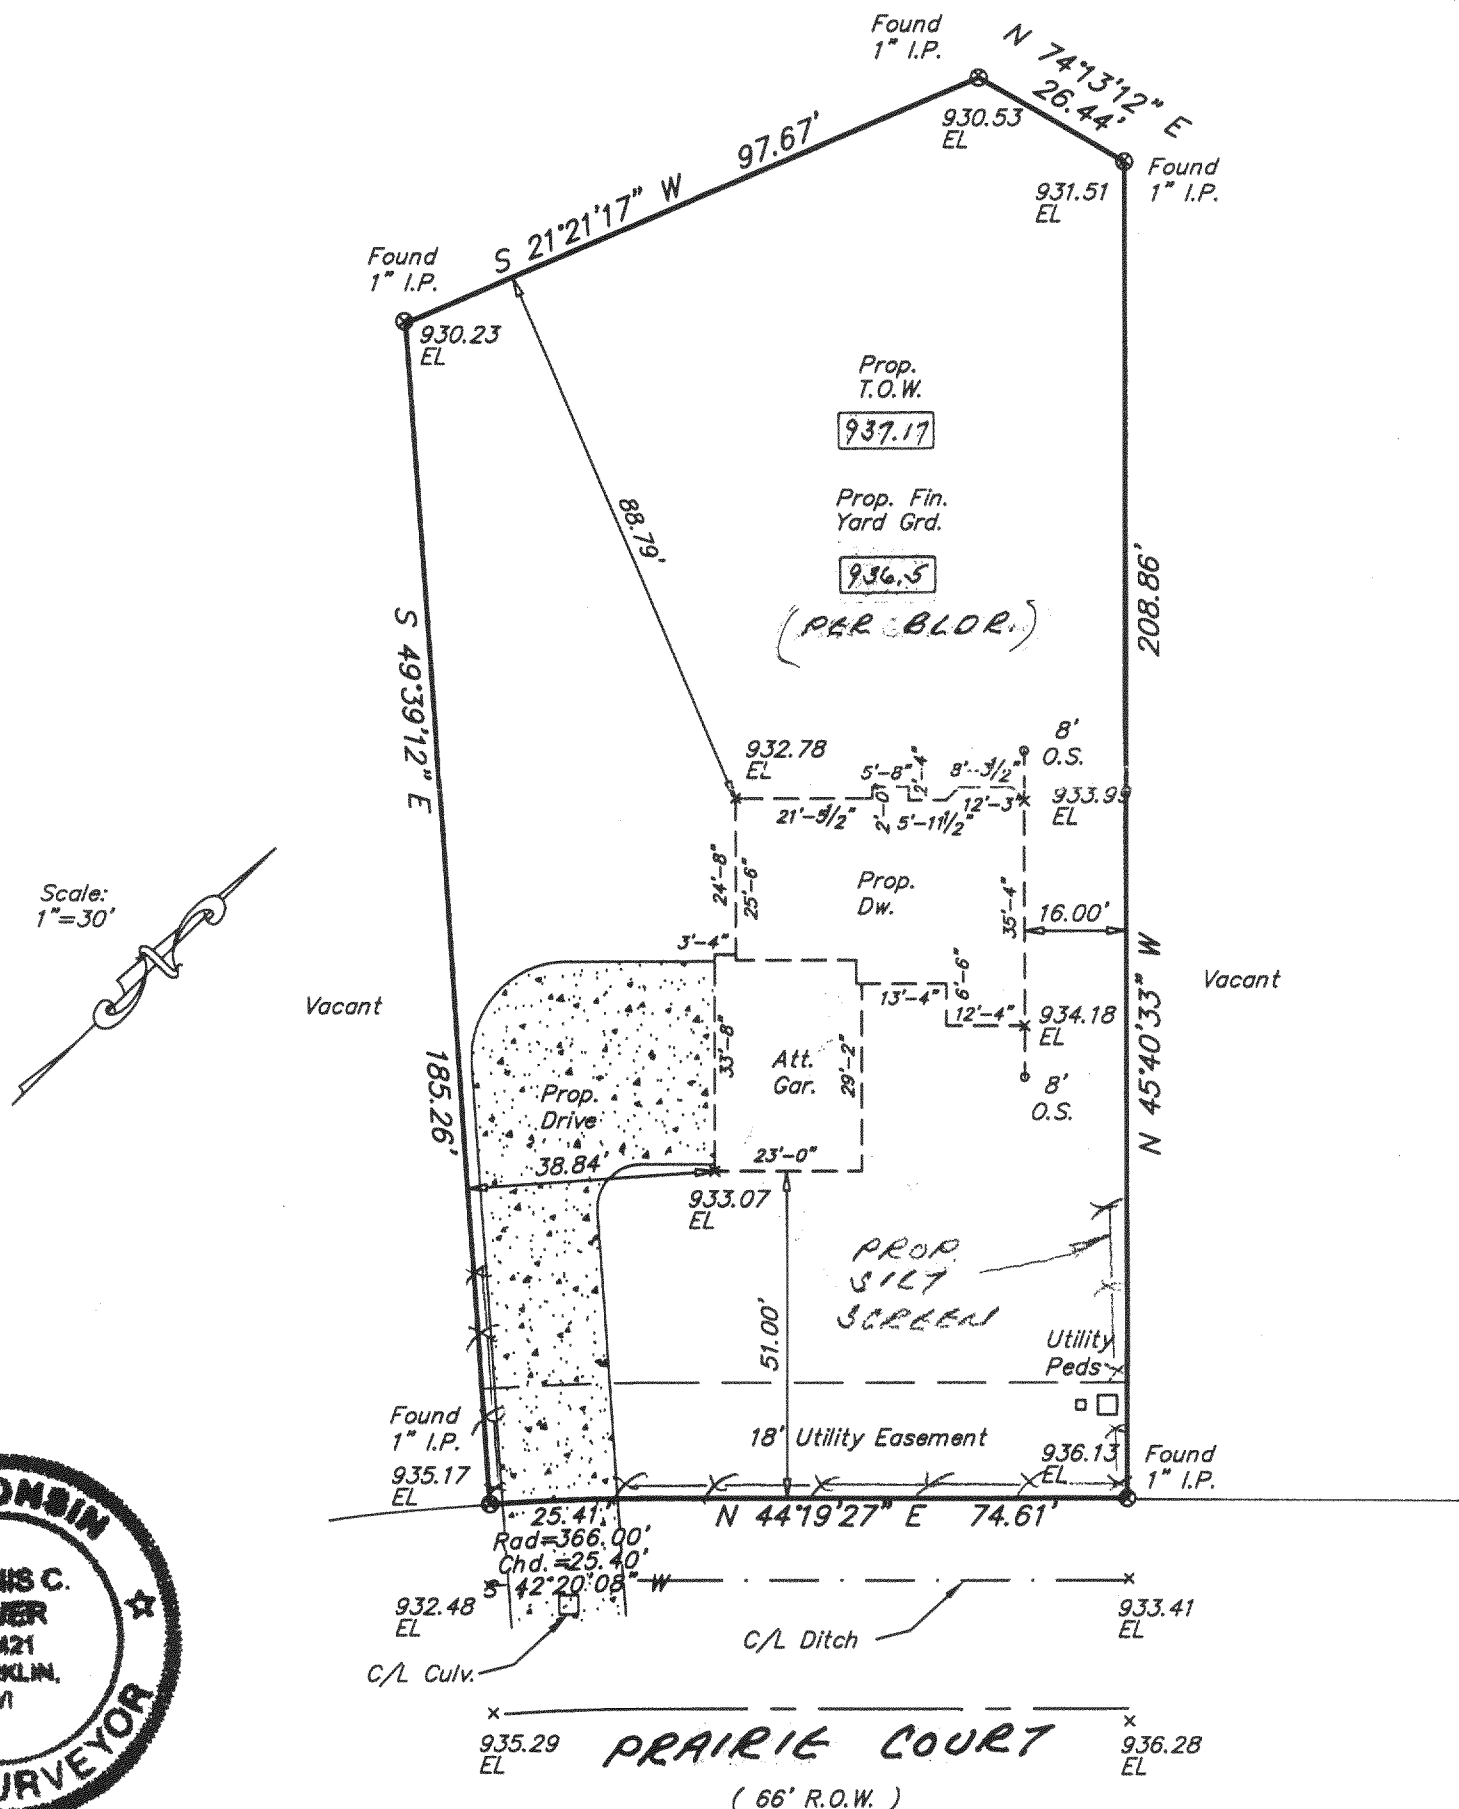 Found
1" I.P.
N 74°13'12" E
26.44'
930.53
EL
97.67'
S 21°21'17" W
Found
1" I.P.
931.51
EL
Found
1" I.P.
930.23
EL
Prop.
T.O.W.
937.17
Prop. Fin.
Yard Grd.
936.5
(PER BLDR.)
88.79'
208.86'
S 49°39'12" E
185.26'
8'
O.S.
932.78
EL
5'-8"
2'-4"
8'-3 1/2"
933.99
EL
21'-5 1/2"
2'-0"
5'-11 1/2"
12'-3"
24'-8"
25'-6"
Prop.
Dw.
35'-4"
16.00'
Scale:
1"=30'
3'-4"
Vacant
Vacant
N 45°40'33" W
13'-4"
6'-6"
12'-4"
934.18
EL
33'-8"
Att.
Gar.
29'-2"
8'
O.S.
Prop.
Drive
38.84'
23'-0"
933.07
EL
PROP.
SILT
SCREEN
51.00'
Utility
Peds
Found
1" I.P.
18' Utility Easement
936.13
EL
Found
1" I.P.
935.17
EL
25.41'
N 44°19'27" E 74.61'
Rad=366.00'
Chd.=25.40'
S 42°20'08" W
932.48
EL
933.41
EL
C/L Ditch
C/L Culv.
935.29
EL
PRAIRIE COURT
936.28
EL
( 66' R.O.W. )
SURVEYOR